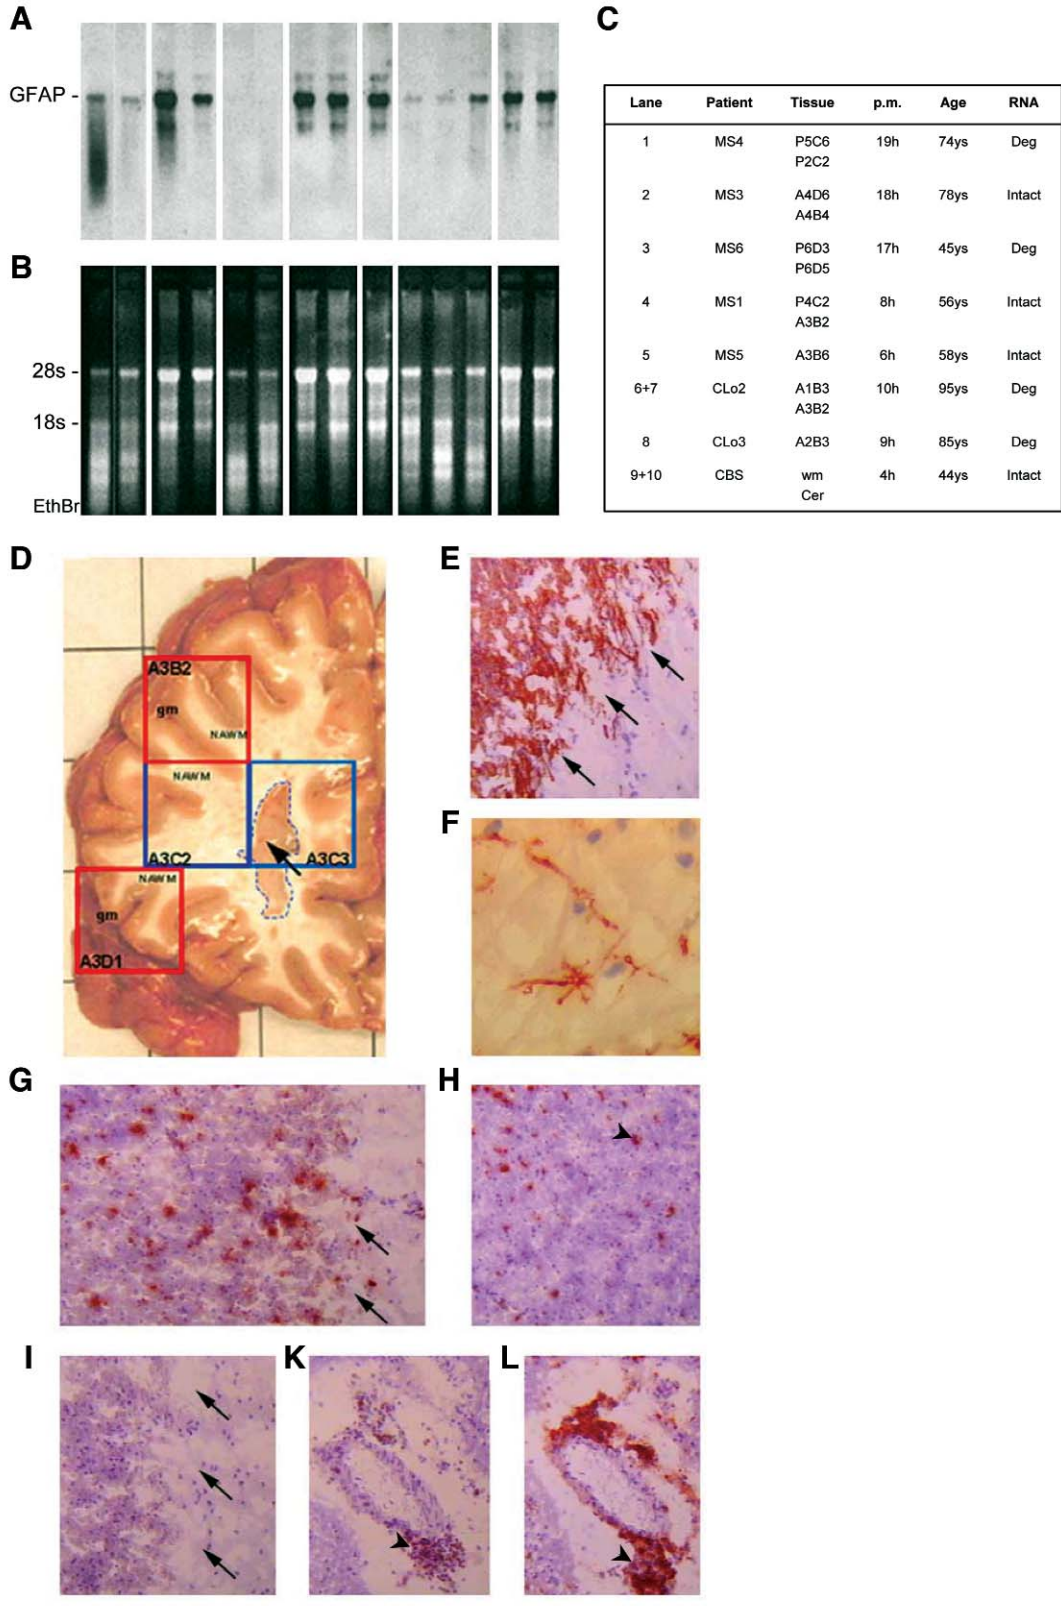 A
GFAP -
B
28s -
18s -
EthBr
C
Lane Patient Tissue p.m. Age RNA
1 MS4 P5C6 19h 74ys Deg
P2C2
2 MS3 A4D6 18h 78ys Intact
A4B4
3 MS6 P6D3 17h 45ys Deg
P6D5
4 MS1 P4C2 8h 56ys Intact
A3B2
5 MS5 A3B6 6h 58ys Intact
6+7 CLo2 A1B3 10h 95ys Deg
A3B2
8 CLo3 A2B3 9h 85ys Deg
9+10 CBS wm 4h 44ys Intact
Cer
D
A3B2
gm
NAWM
NAWM
A3C2
A3C3
NAWM
gm
A3D1
E
F
G
H
I
K
L